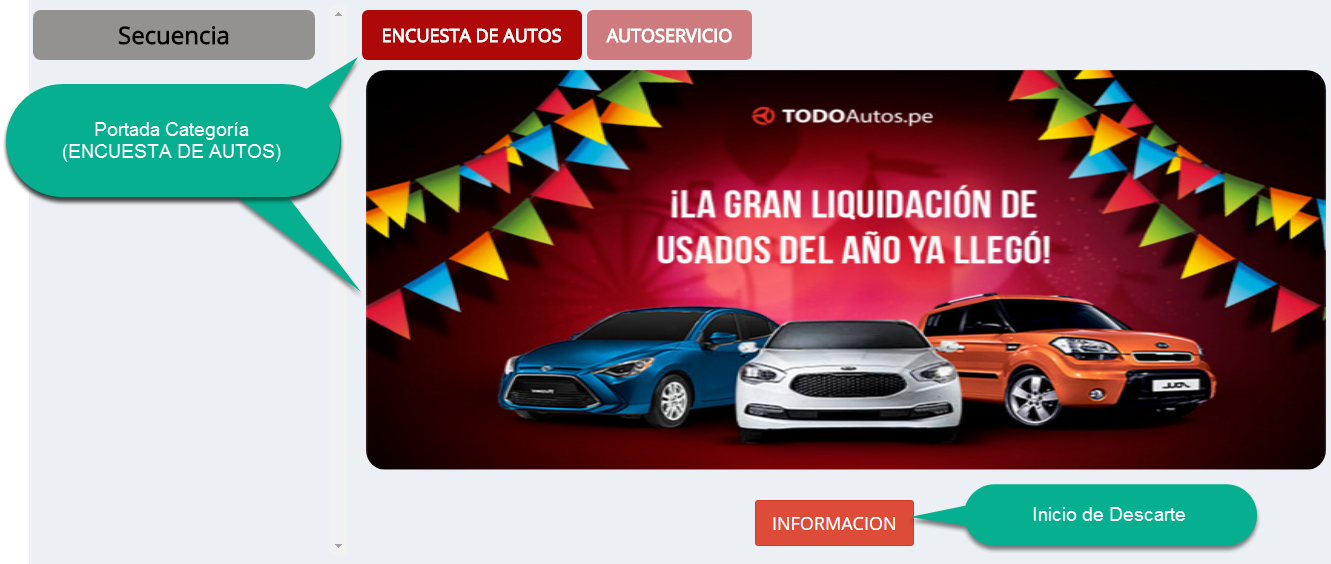 Secuencia
ENCUESTA DE AUTOS
AUTOSERVICIO
Portada Categoría
(ENCUESTA DE AUTOS)
TODOAutos.pe
¡LA GRAN LIQUIDACIÓN DE
USADOS DEL AÑO YA LLEGÓ!
INFORMACION
Inicio de Descarte